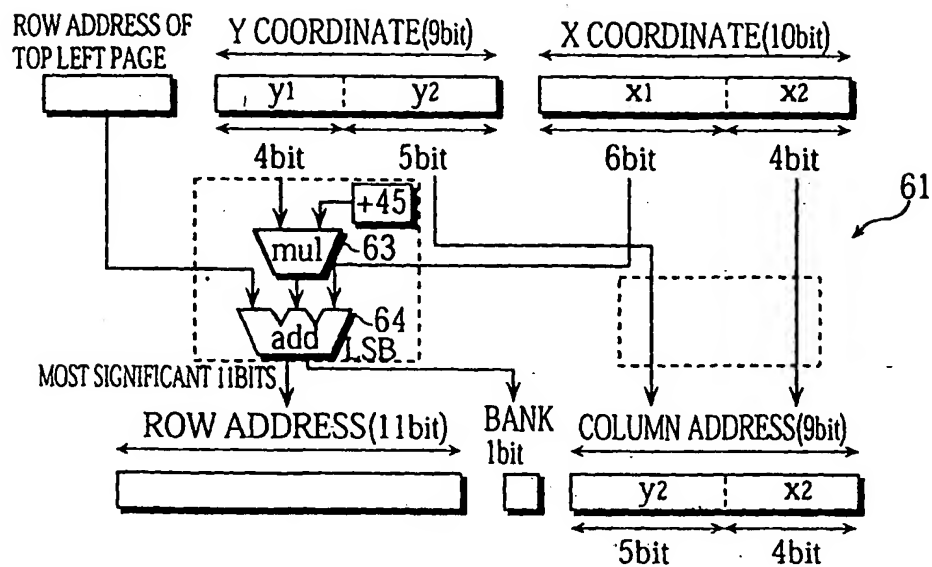 ROW ADDRESS OF
TOP LEFT PAGE
Y COORDINATE(9bit)
X COORDINATE(10bit)
y1
y2
x1
x2
4bit
5bit
6bit
4bit
61
+45
mul
63
add
64
LSB
MOST SIGNIFICANT 11BITS
ROW ADDRESS(11bit)
BANK
1bit
COLUMN ADDRESS(9bit)
y2
x2
5bit
4bit